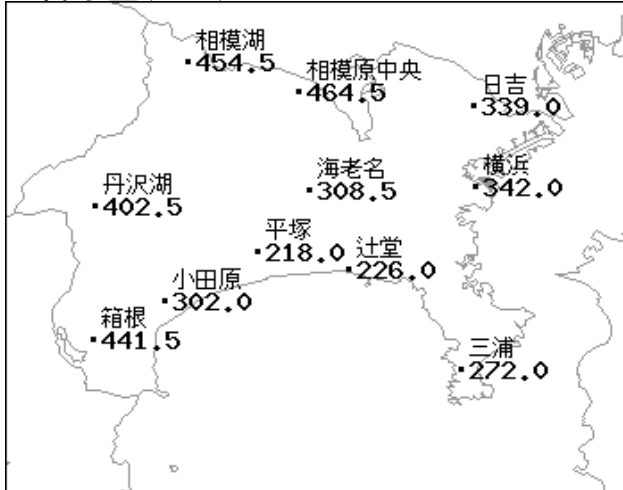 相模湖
454.5
相模原中央
464.5
日吉
339.0
海老名
308.5
横浜
342.0
丹沢湖
402.5
平塚
218.0
辻堂
226.0
小田原
302.0
箱根
441.5
三浦
272.0